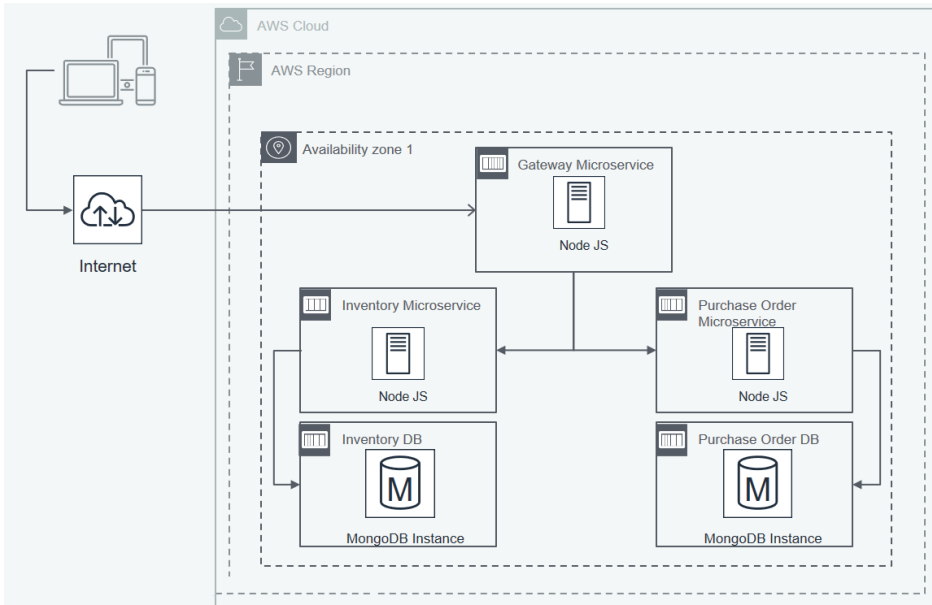 AWS Cloud
AWS Region
Availability zone 1
Gateway Microservice
Node JS
Internet
Inventory Microservice
Node JS
Purchase Order
Microservice
Node JS
Inventory DB
M
MongoDB Instance
Purchase Order DB
M
MongoDB Instance